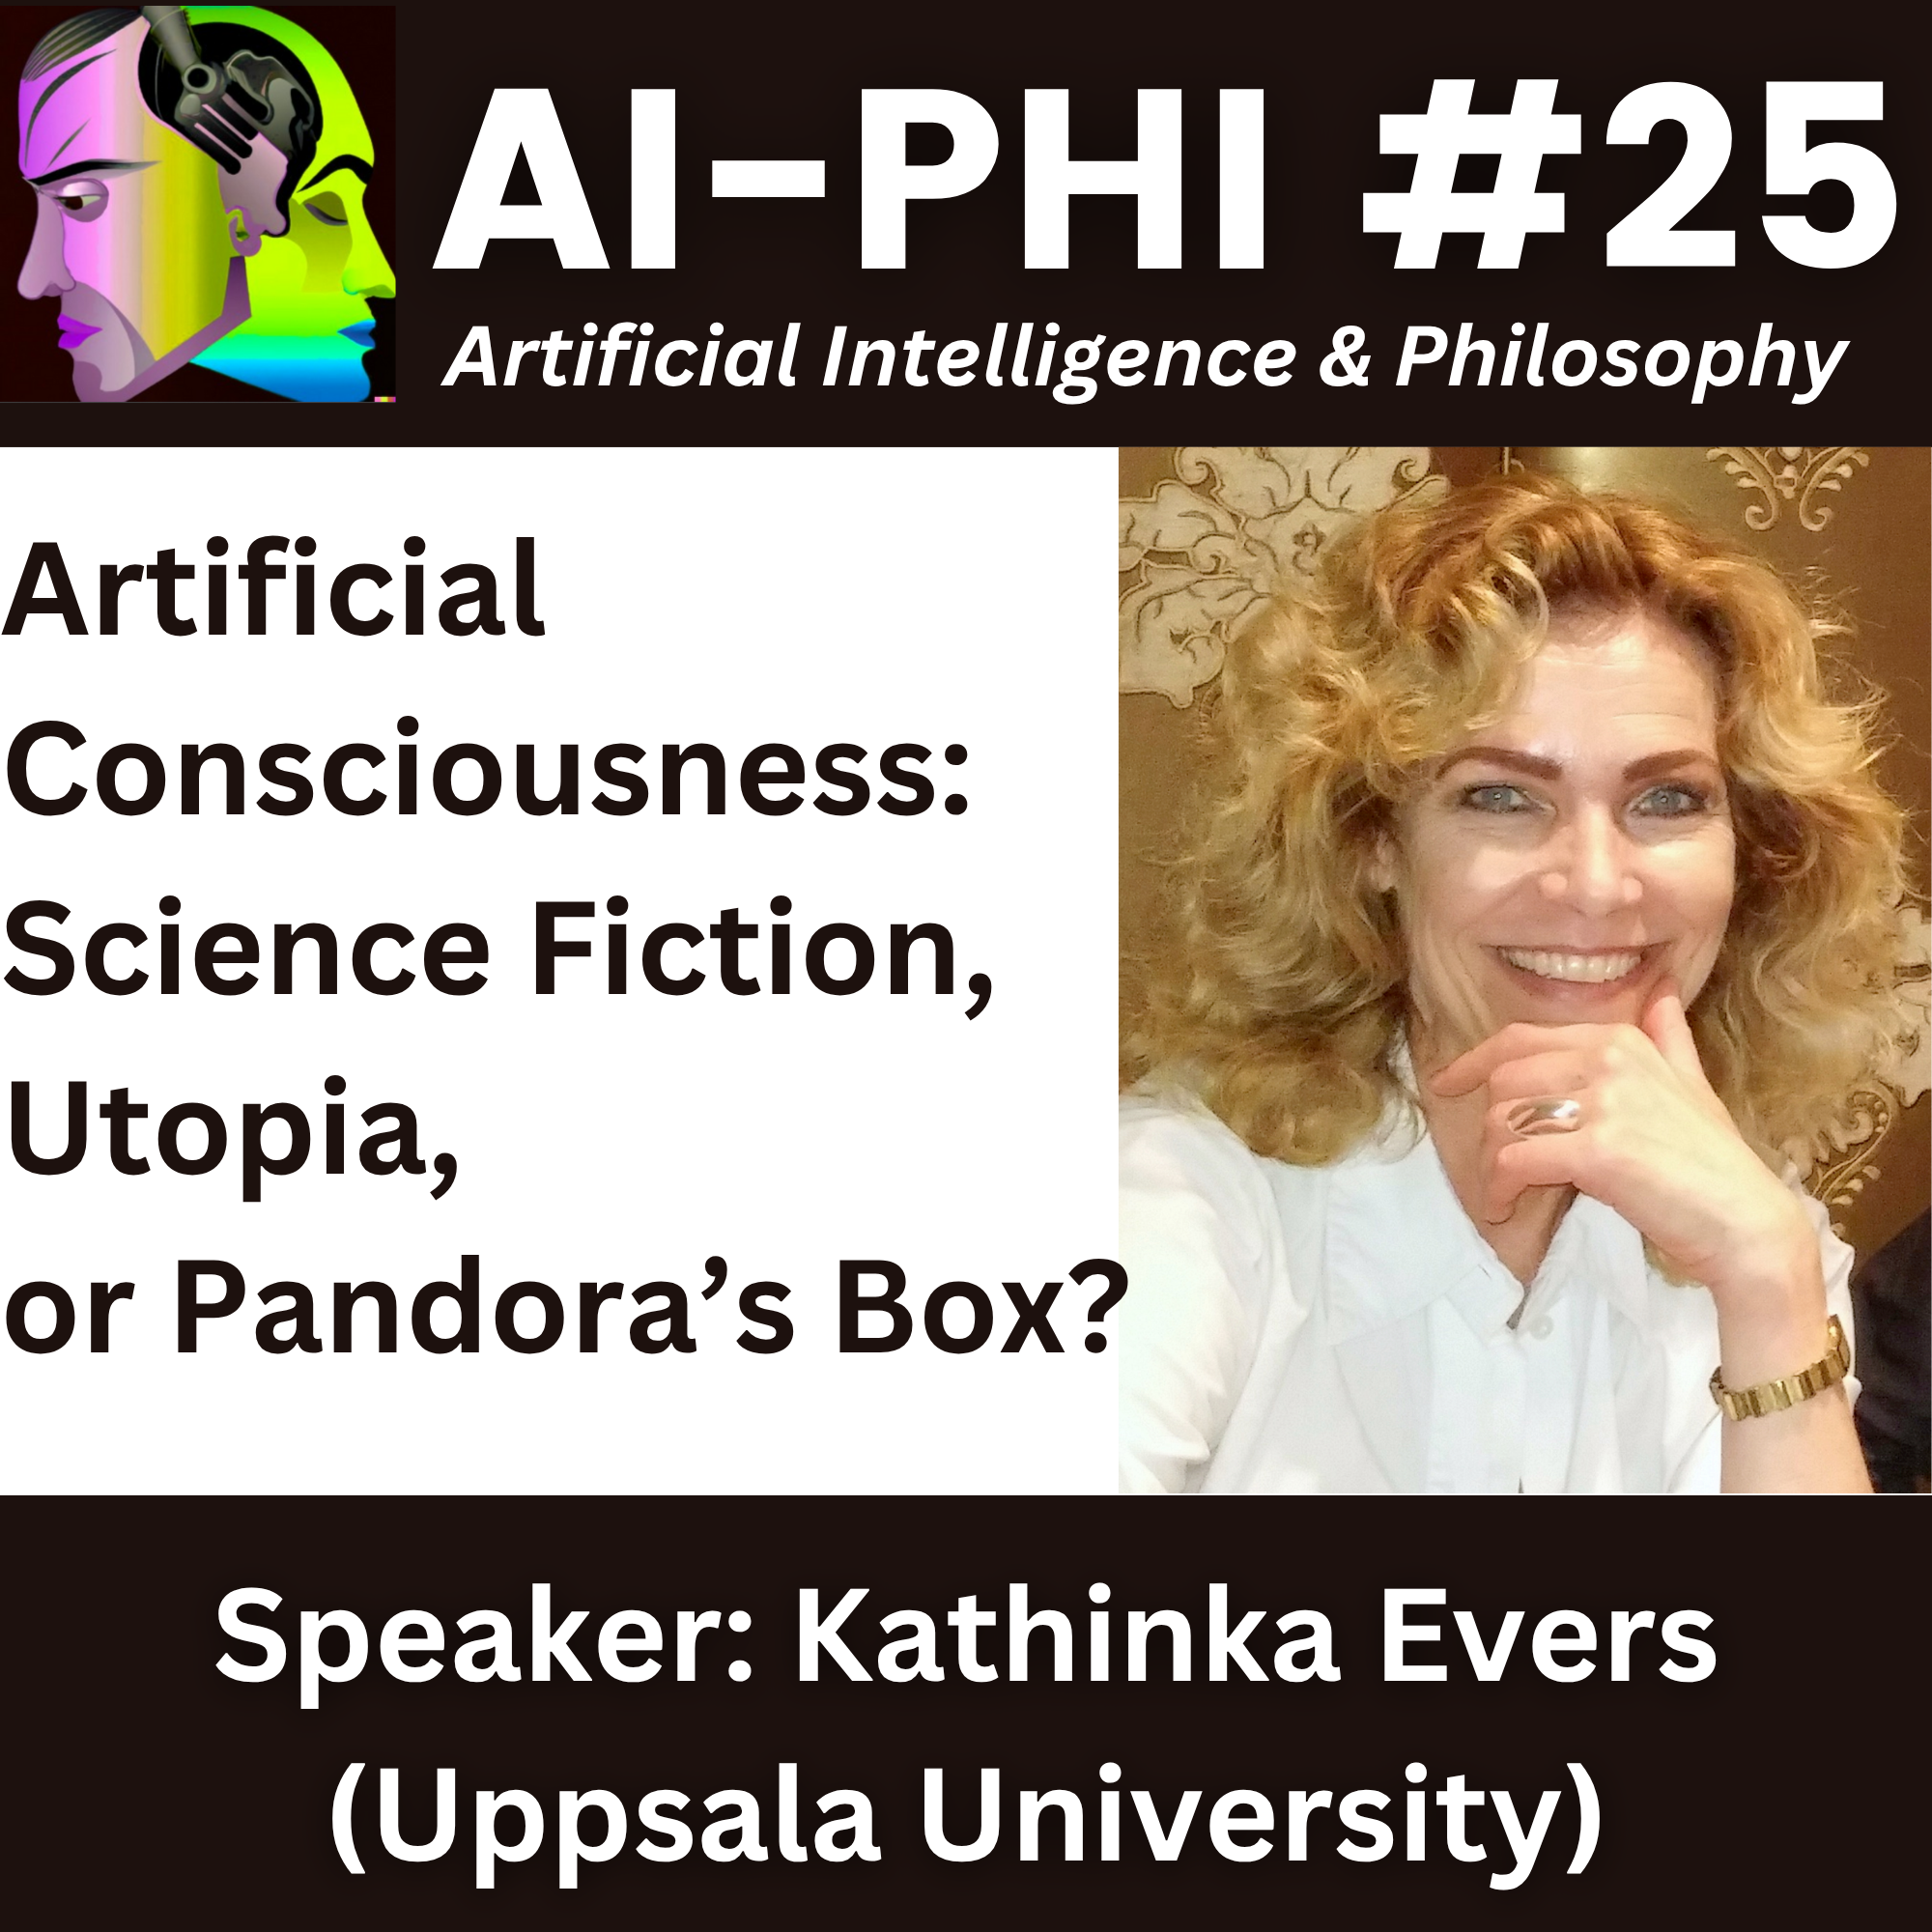 AI-PHI #25
Artificial Intelligence & Philosophy
Artificial
Consciousness:
Science Fiction,
Utopia,
or Pandora’s Box?
Speaker: Kathinka Evers
(Uppsala University)